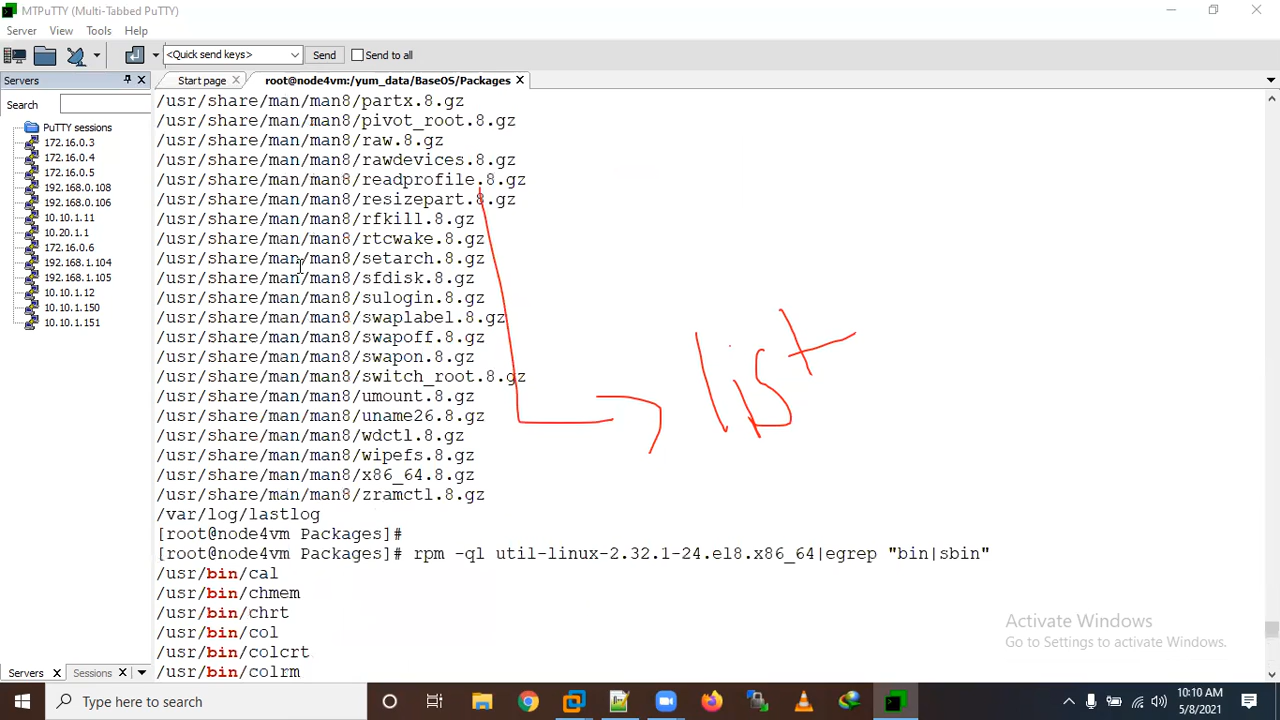 MTPuTTY (Multi-Tabbed PuTTY)
Server View Tools Help
<Quick send keys> Send Send to all
Servers
Start page root@node4vm:/yum_data/BaseOS/Packages
Search
PuTTY sessions
172.16.0.3
172.16.0.4
172.16.0.5
192.168.0.108
192.168.0.106
10.10.1.11
10.20.1.1
172.16.0.6
192.168.1.104
192.168.1.105
10.10.1.12
10.10.1.150
10.10.1.151
/usr/share/man/man8/partx.8.gz
/usr/share/man/man8/pivot_root.8.gz
/usr/share/man/man8/raw.8.gz
/usr/share/man/man8/rawdevices.8.gz
/usr/share/man/man8/readprofile.8.gz
/usr/share/man/man8/resizepart.8.gz
/usr/share/man/man8/rfkill.8.gz
/usr/share/man/man8/rtcwake.8.gz
/usr/share/man/man8/setarch.8.gz
/usr/share/man/man8/sfdisk.8.gz
/usr/share/man/man8/sulogin.8.gz
/usr/share/man/man8/swaplabel.8.gz
/usr/share/man/man8/swapoff.8.gz
/usr/share/man/man8/swapon.8.gz
/usr/share/man/man8/switch_root.8.gz
/usr/share/man/man8/umount.8.gz
/usr/share/man/man8/uname26.8.gz
/usr/share/man/man8/wdctl.8.gz
/usr/share/man/man8/wipefs.8.gz
/usr/share/man/man8/x86_64.8.gz
/usr/share/man/man8/zramctl.8.gz
/var/log/lastlog
[root@node4vm Packages]#
[root@node4vm Packages]# rpm -ql util-linux-2.32.1-24.el8.x86_64|egrep "bin|sbin"
/usr/bin/cal
/usr/bin/chmem
/usr/bin/chrt
/usr/bin/col
/usr/bin/colcrt
/usr/bin/colrm
list
Activate Windows
Go to Settings to activate Windows.
Servers Sessions
Type here to search
10:10 AM
5/8/2021